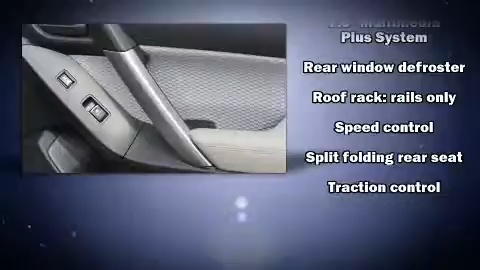 Plus System
Rear window defroster
Roof rack: rails only
Speed control
Split folding rear seat
Traction control